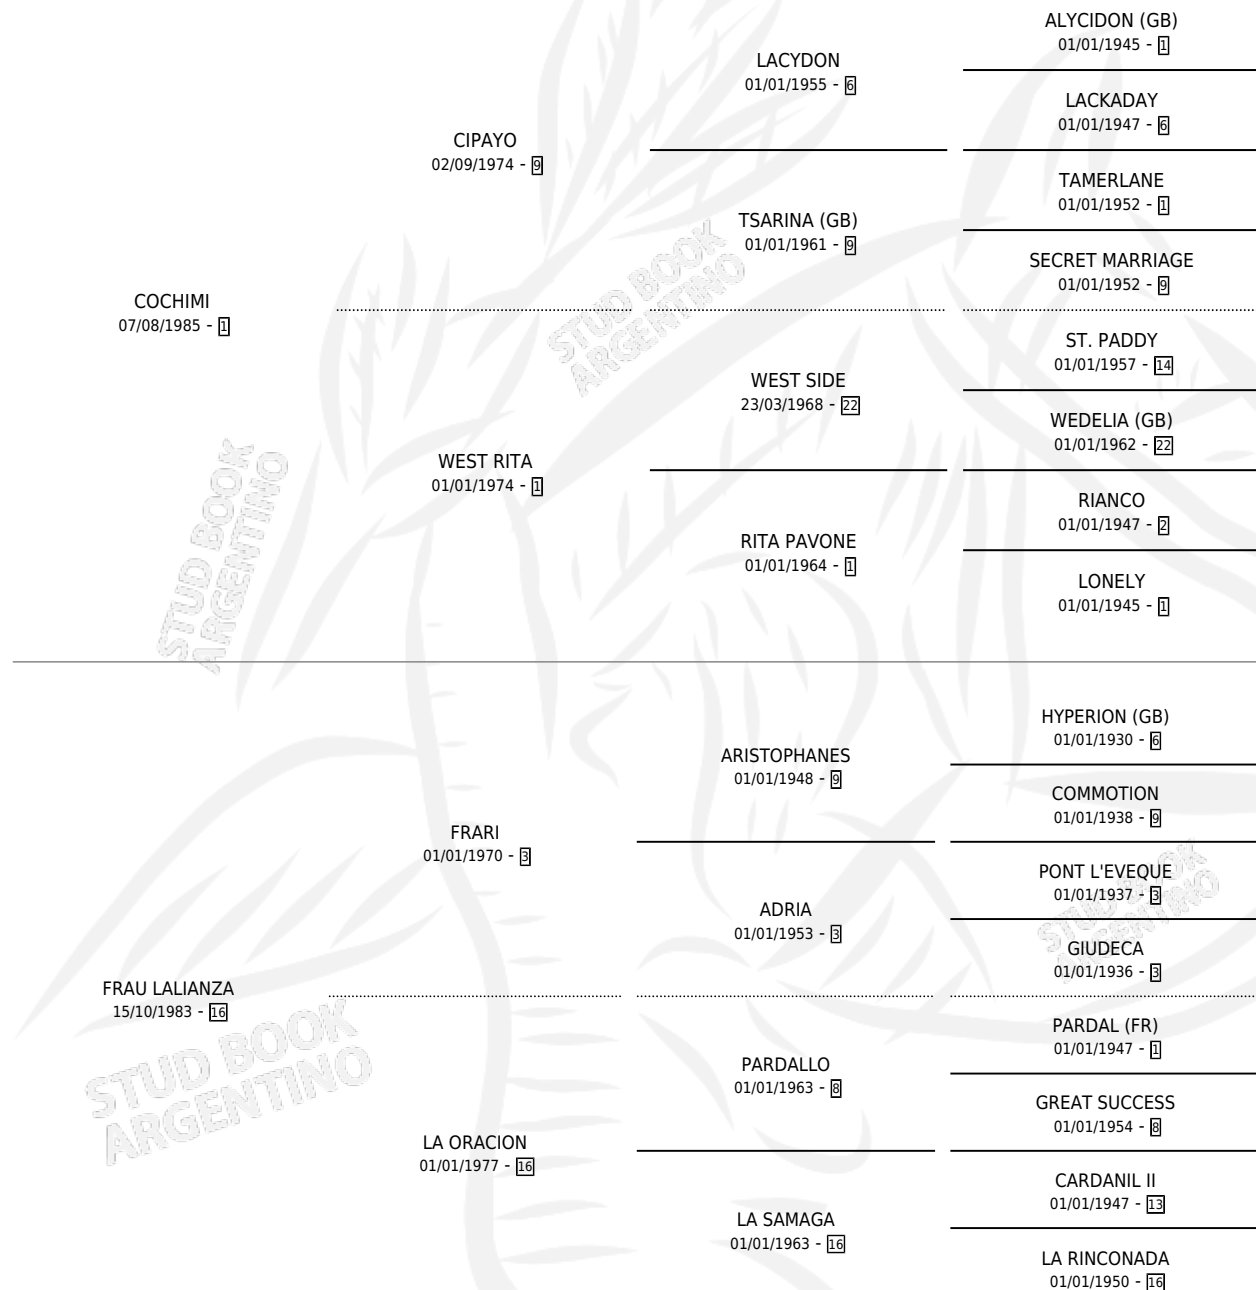 ALYCIDON (GB)
01/01/1945 - 1
LACYDON
01/01/1955 - 6
LACKADAY
01/01/1947 - 6
CIPAYO
02/09/1974 - 9
TAMERLANE
01/01/1952 - 1
TSARINA (GB)
01/01/1961 - 9
SECRET MARRIAGE
01/01/1952 - 9
COCHIMI
07/08/1985 - 1
STUD BOOK
ARGENTINO
ST. PADDY
01/01/1957 - 14
WEST SIDE
23/03/1968 - 22
WEDELIA (GB)
01/01/1962 - 22
WEST RITA
01/01/1974 - 1
RIANCO
01/01/1947 - 2
RITA PAVONE
01/01/1964 - 1
LONELY
01/01/1945 - 1
STUD BOOK
ARGENTINO
HYPERION (GB)
01/01/1930 - 6
ARISTOPHANES
01/01/1948 - 9
COMMOTION
01/01/1938 - 9
FRARI
01/01/1970 - 3
PONT L'EVEQUE
01/01/1937 - 3
ADRIA
01/01/1953 - 3
GIUDECA
01/01/1936 - 3
STUD BOOK
ARGENTINO
FRAU LALIANZA
15/10/1983 - 16
PARDAL (FR)
01/01/1947 - 1
PARDALLO
01/01/1963 - 8
GREAT SUCCESS
01/01/1954 - 8
STUD BOOK
ARGENTINO
LA ORACION
01/01/1977 - 16
CARDANIL II
01/01/1947 - 13
LA SAMAGA
01/01/1963 - 16
LA RINCONADA
01/01/1950 - 16